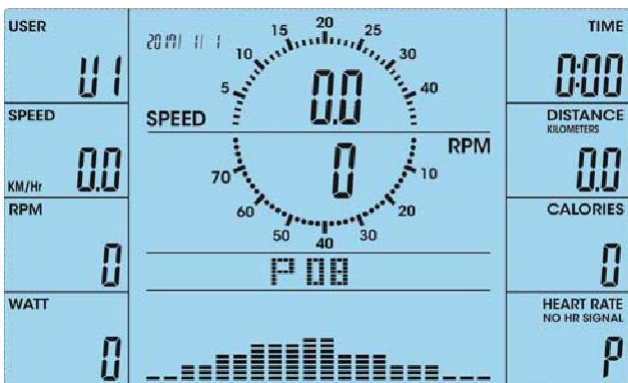 USER
U1
SPEED
KM/Hr 0.0
RPM
0
WATT
0
2017/ 1/ 1
5 10 15 20 25 30 40
SPEED 0.0
RPM 0
10 20 30 40 50 60 70
P 08
TIME
0:00
DISTANCE
KILOMETERS
0.0
CALORIES
0
HEART RATE
NO HR SIGNAL
P